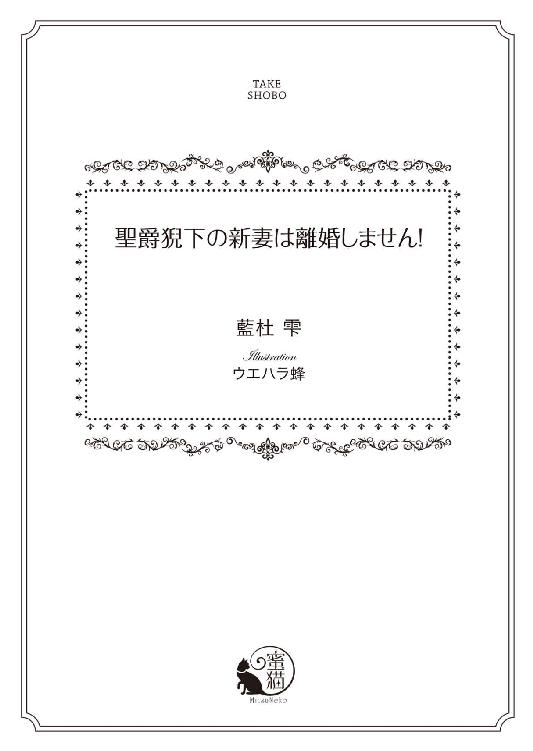 TAKE
SHOBO
聖爵猊下の新妻は離婚しません!
藍杜 雫
Illustration
ウエハラ蜂
蜜猫
MitsuNeko